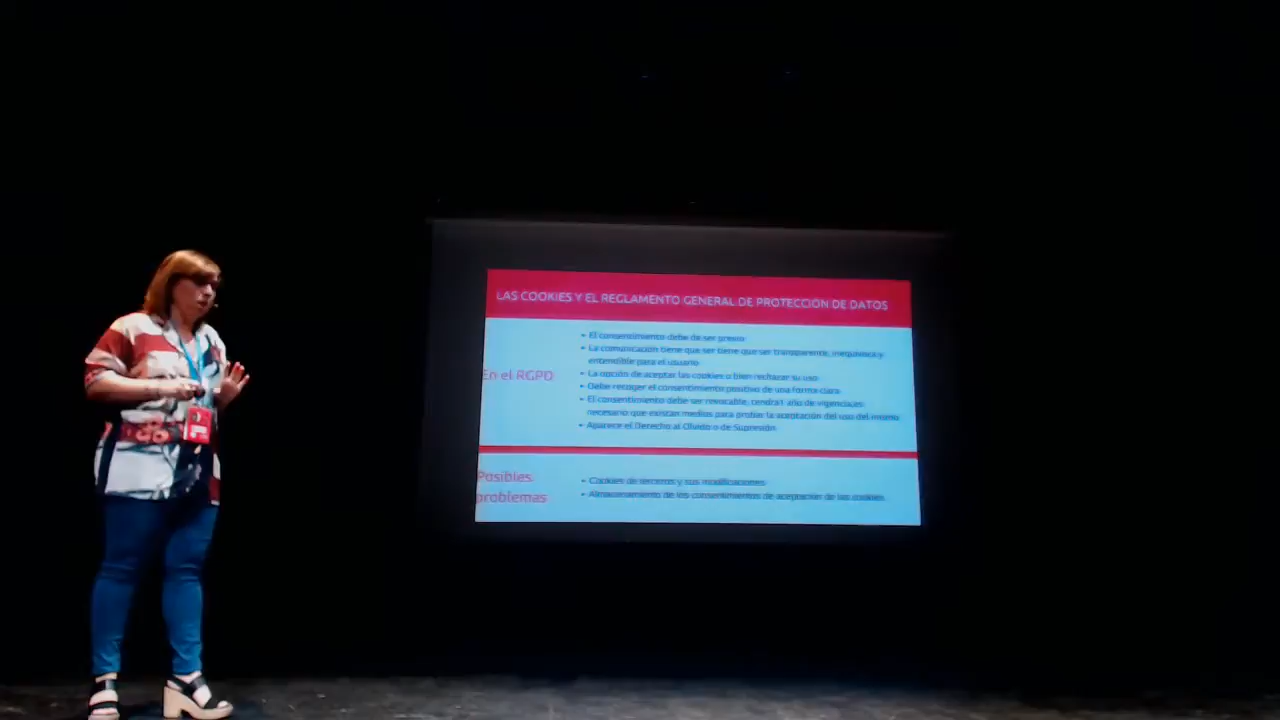 LAS COOKIES Y EL REGLAMENTO GENERAL DE PROTECCIÓN DE DATOS
En el RGPD
• El consentimiento debe de ser previo
• La comunicación tiene que ser tiene que ser transparente, inequívoca y
entendible para el usuario
• La opción de aceptar las cookies o bien rechazar su uso
• Debe recoger el consentimiento positivo de una forma clara
• El consentimiento debe ser revocable, tendrá 1 año de vigencia,es
necesario que existan medios para probar la aceptación del uso del mismo
• Aparece el Derecho al Olvido o de Supresión
Posibles
problemas
• Cookies de terceros y sus modificaciones
• Almacenamiento de los consentimientos de aceptación de las cookies